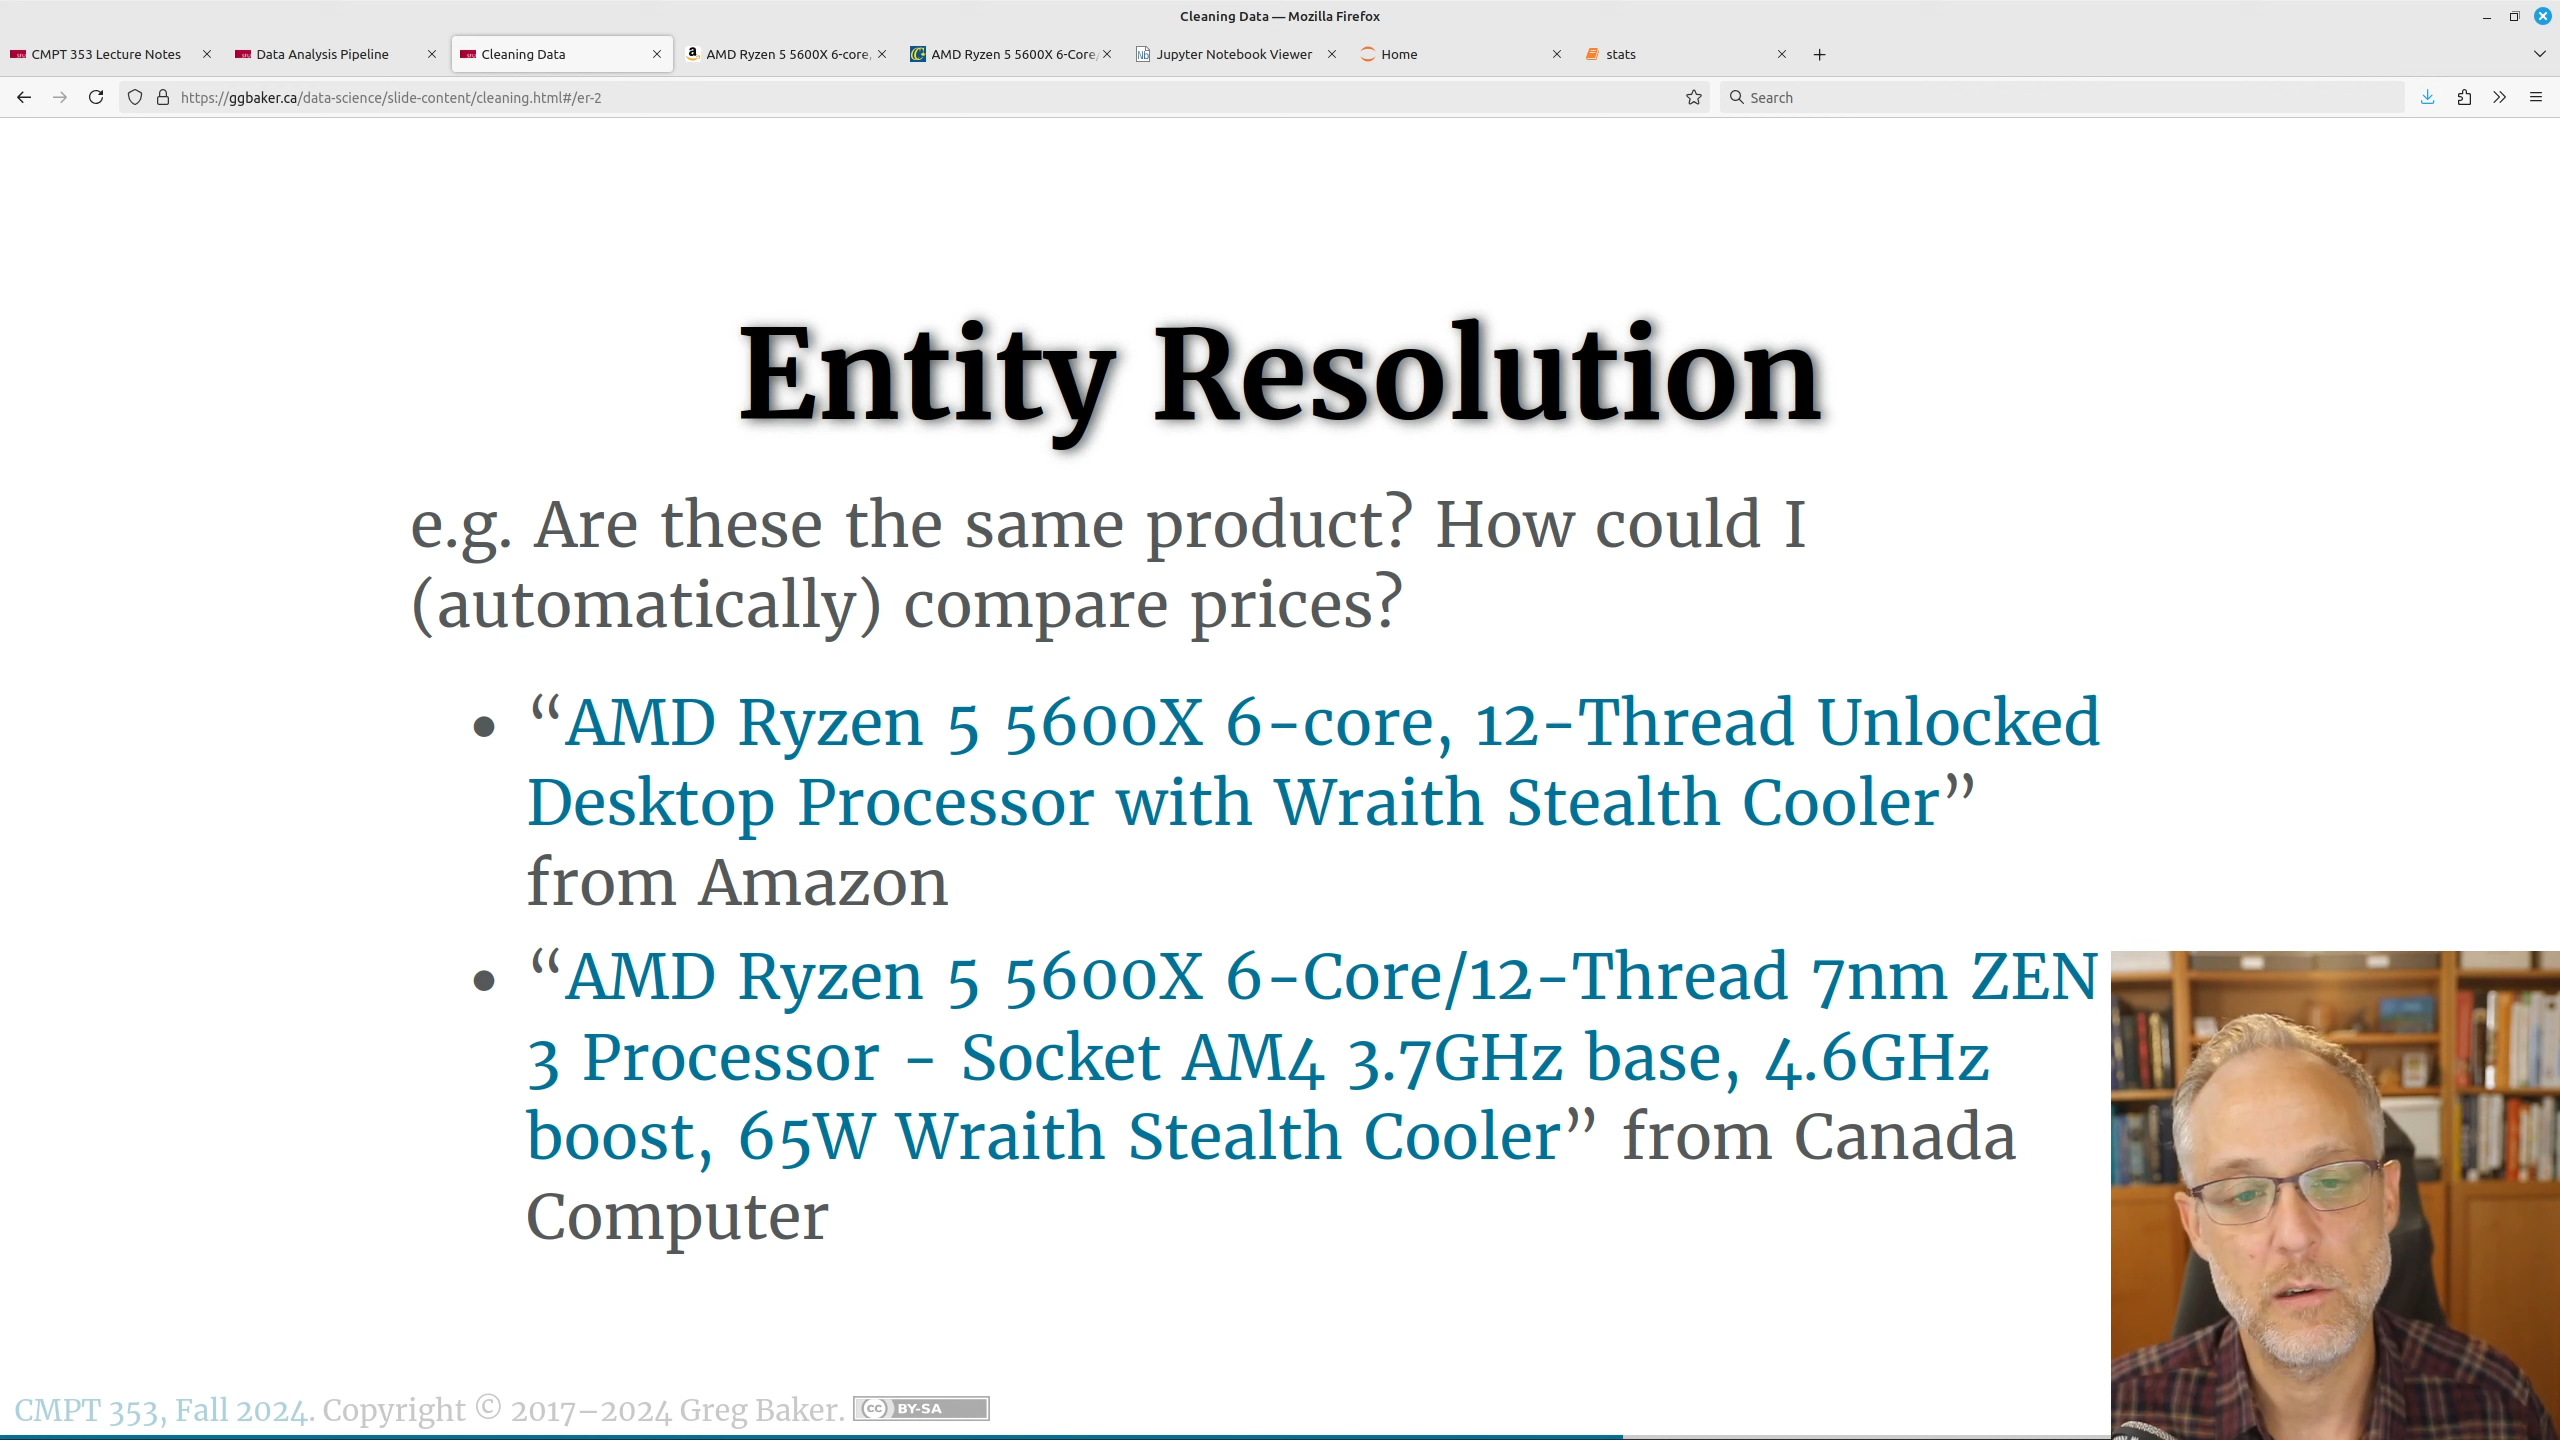 Cleaning Data — Mozilla Firefox
CMPT 353 Lecture Notes
Data Analysis Pipeline
Cleaning Data
AMD Ryzen 5 5600X 6-core,
AMD Ryzen 5 5600X 6-Core/
Jupyter Notebook Viewer
Home
stats
https://ggbaker.ca/data-science/slide-content/cleaning.html#/er-2
Search
Entity Resolution
e.g. Are these the same product? How could I
(automatically) compare prices?
• “AMD Ryzen 5 5600X 6-core, 12-Thread Unlocked
Desktop Processor with Wraith Stealth Cooler”
from Amazon
• “AMD Ryzen 5 5600X 6-Core/12-Thread 7nm ZEN
3 Processor - Socket AM4 3.7GHz base, 4.6GHz
boost, 65W Wraith Stealth Cooler” from Canada
Computer
CMPT 353, Fall 2024. Copyright © 2017–2024 Greg Baker. cc BY-SA